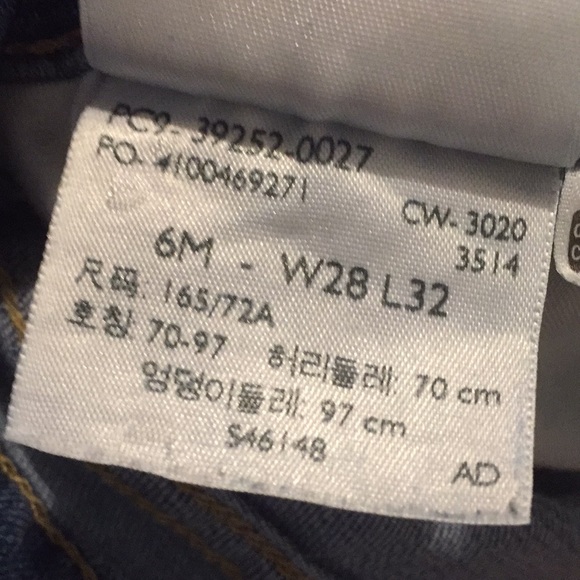 PC9- 39252-0027
PO- 4100469271
CW- 3020
3514
6M - W28 L32
尺码: 165/72A
호칭: 70-97 허리둘레: 70 cm
엉덩이둘레: 97 cm
S46148
AD